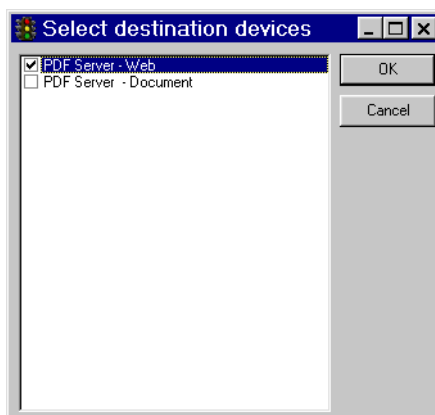 Select destination devices
PDF Server - Web
PDF Server - Document
OK
Cancel